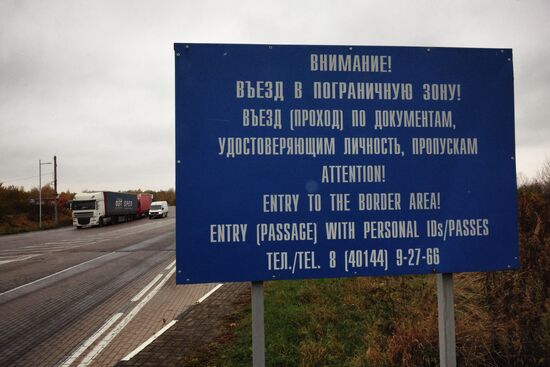 ВНИМАНИЕ!
ВЪЕЗД В ПОГРАНИЧНУЮ ЗОНУ!
ВЪЕЗД (ПРОХОД) ПО ДОКУМЕНТАМ,
УДОСТОВЕРЯЮЩИМ ЛИЧНОСТЬ, ПРОПУСКАМ
ATTENTION!
ENTRY TO THE BORDER AREA!
ENTRY (PASSAGE) WITH PERSONAL IDs/PASSES
ТЕЛ./TEL. 8 (40144) 9-27-66